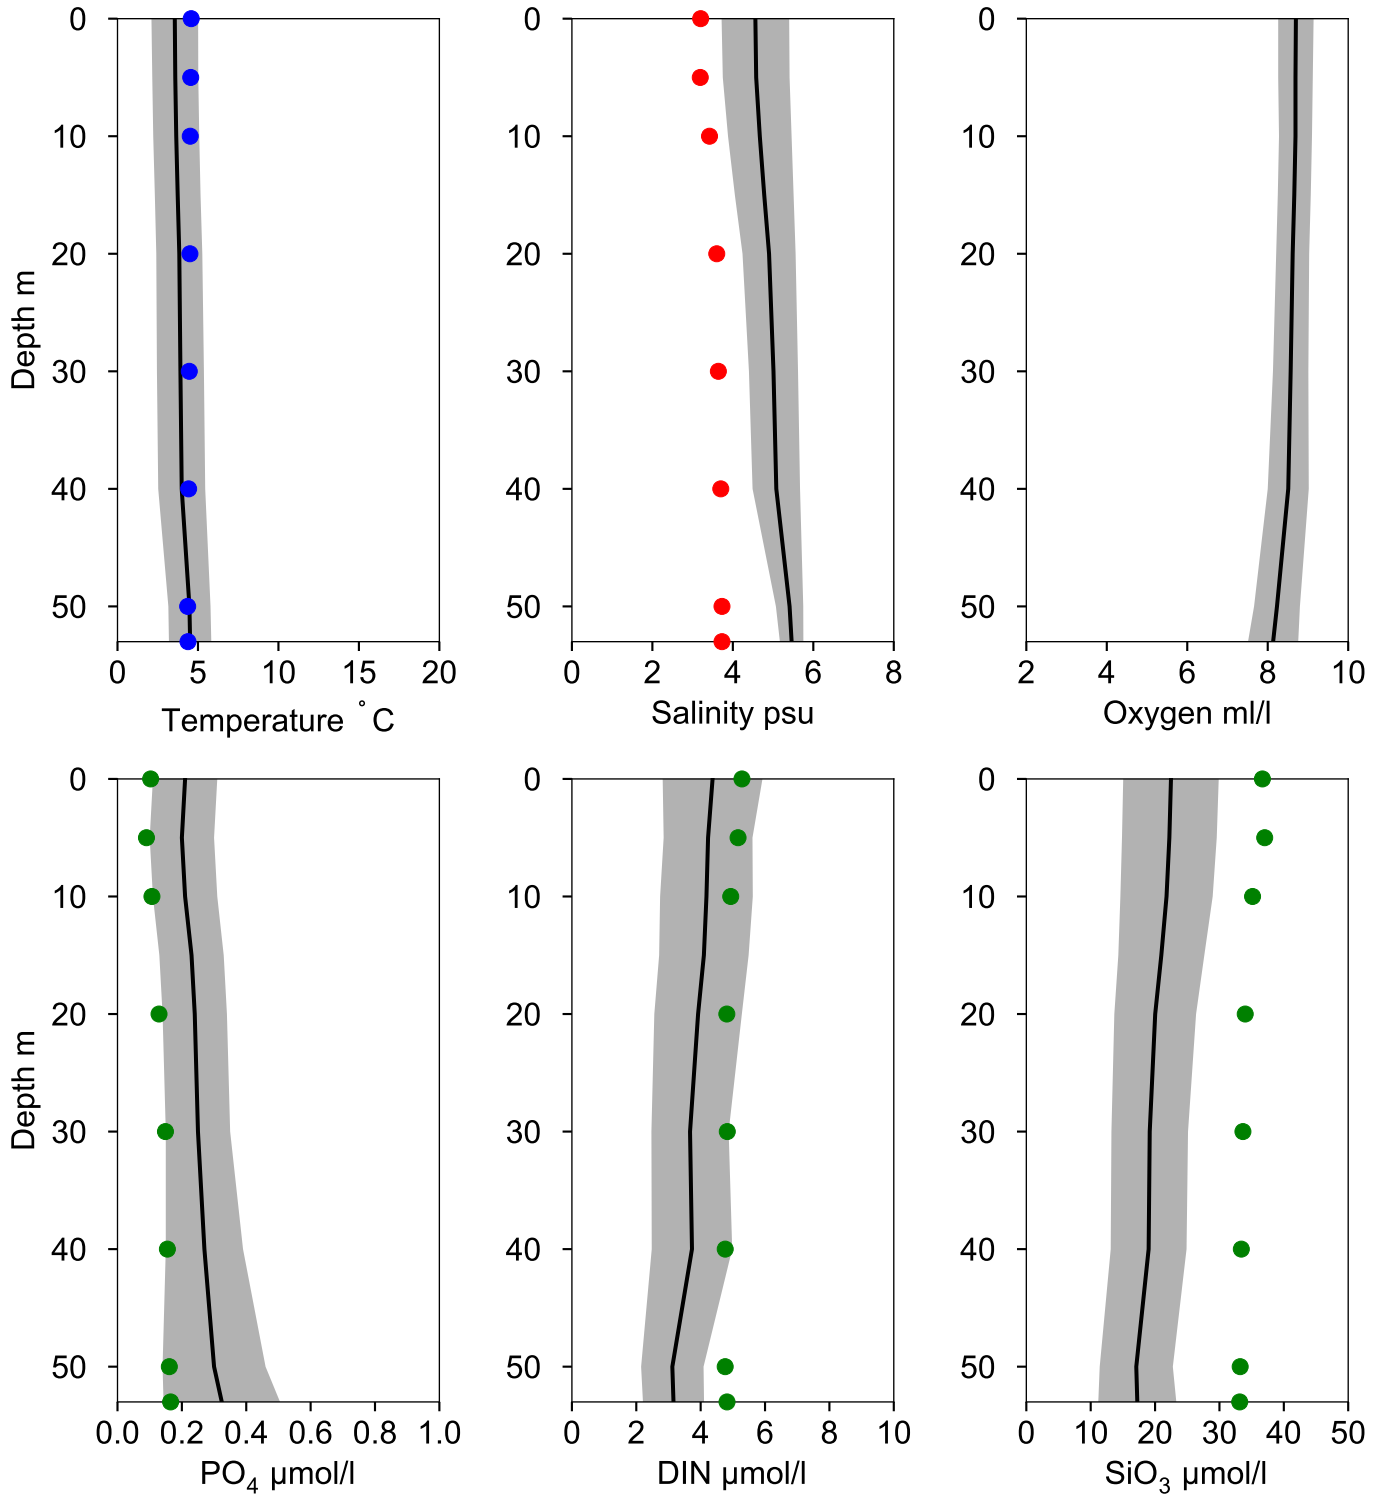 0
10
20
30
40
50
Depth m
0 5 10 15 20
Temperature °C
0
10
20
30
40
50
0 2 4 6 8
Salinity psu
0
10
20
30
40
50
2 4 6 8 10
Oxygen ml/l
0
10
20
30
40
50
Depth m
0.0 0.2 0.4 0.6 0.8 1.0
PO₄ µmol/l
0
10
20
30
40
50
0 2 4 6 8 10
DIN µmol/l
0
10
20
30
40
50
0 10 20 30 40 50
SiO₃ µmol/l